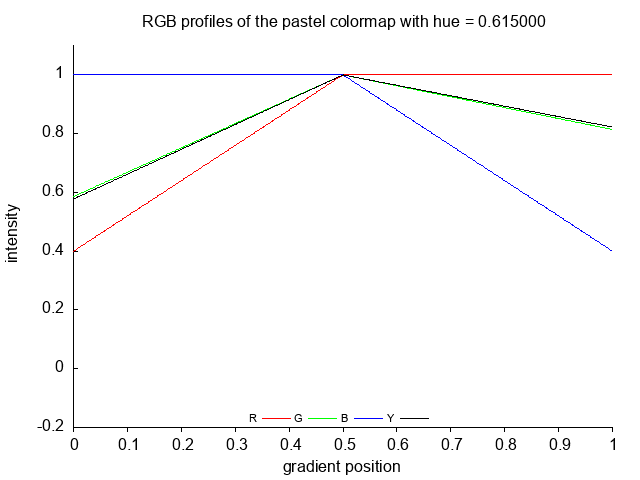 RGB profiles of the pastel colormap with hue = 0.615000
1
0.8
0.6
0.4
0.2
0
-0.2
intensity
R G B Y
0 0.1 0.2 0.3 0.4 0.5 0.6 0.7 0.8 0.9 1
gradient position